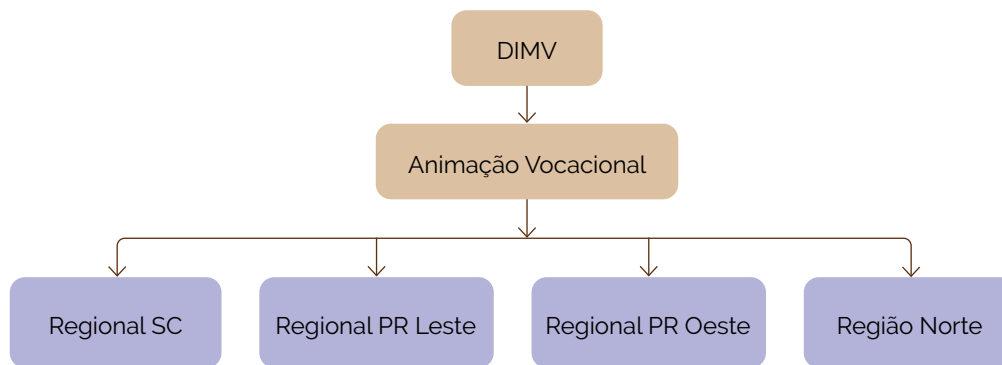 DIMV
Animação Vocacional
Regional SC
Regional PR Leste
Regional PR Oeste
Região Norte